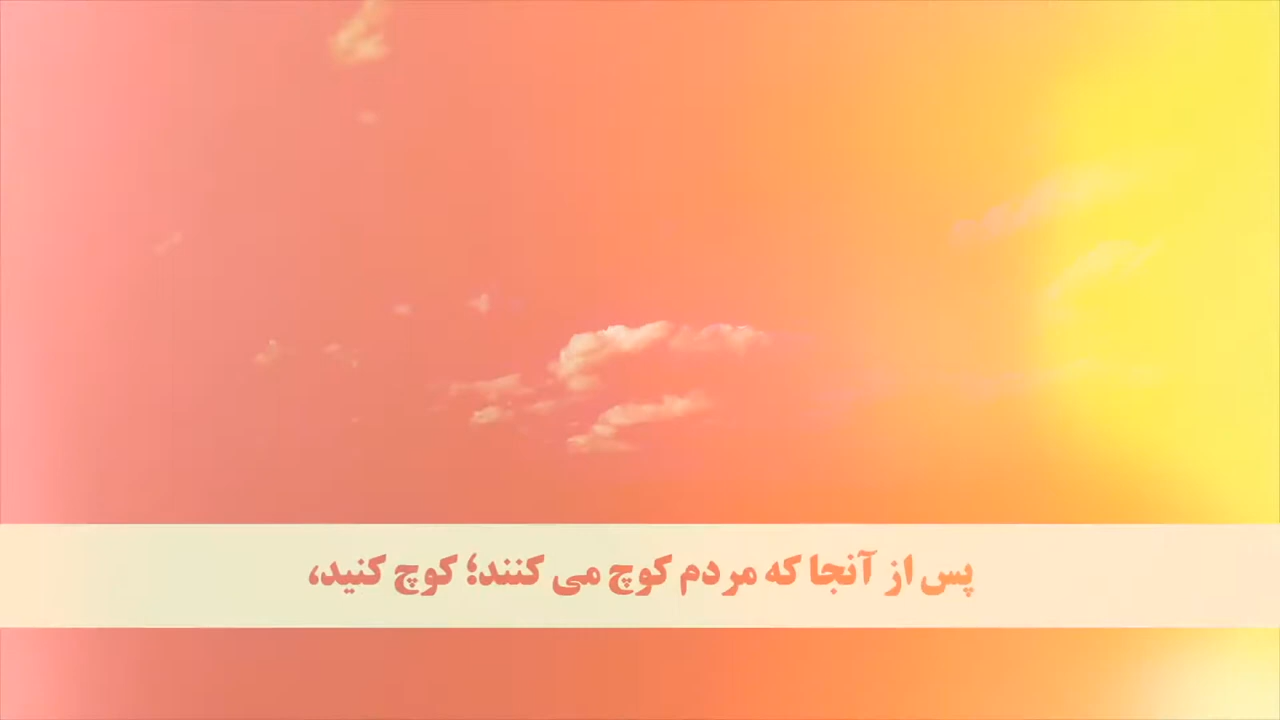 پس از آنجا که مردم کوچ می کنند؛ کوچ کنید،